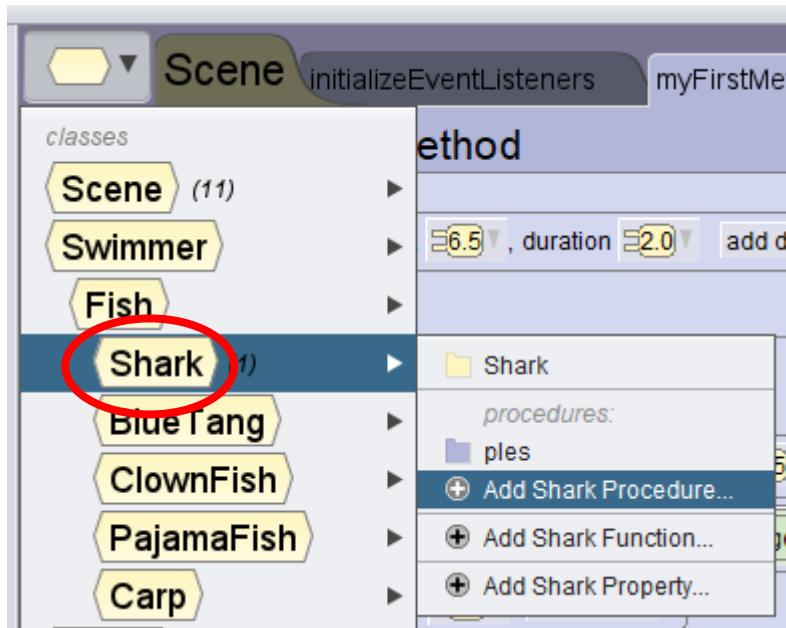 Scene initializeEventListeners myFirstMe
classes
ethod
Scene (11)
Swimmer
6.5 , duration 2.0 add d
Fish
Shark 1)
Shark
procedures:
BlueTang
ples
ClownFish
Add Shark Procedure...
PajamaFish
Add Shark Function...
Carp
Add Shark Property...